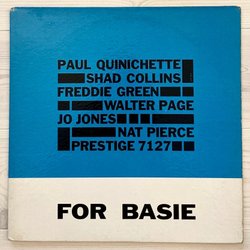 PAUL QUINICHETTE
SHAD COLLINS
FREDDIE GREEN
WALTER PAGE
JO JONES
NAT PIERCE
PRESTIGE 7127
FOR BASIE